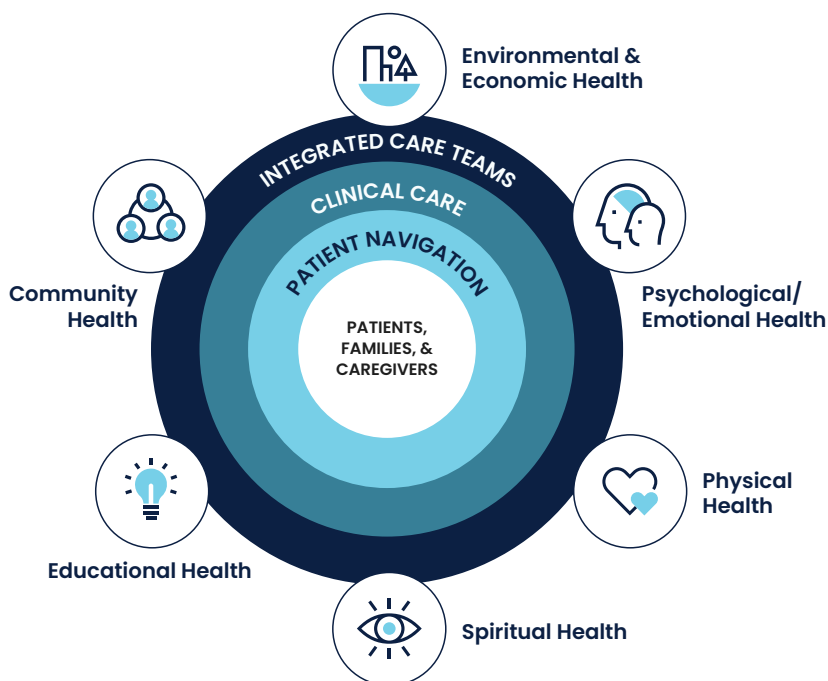 Environmental &
Economic Health
INTEGRATED CARE TEAMS
CLINICAL CARE
PATIENT NAVIGATION
PATIENTS,
FAMILIES, &
CAREGIVERS
Community
Health
Psychological/
Emotional Health
Physical
Health
Educational Health
Spiritual Health